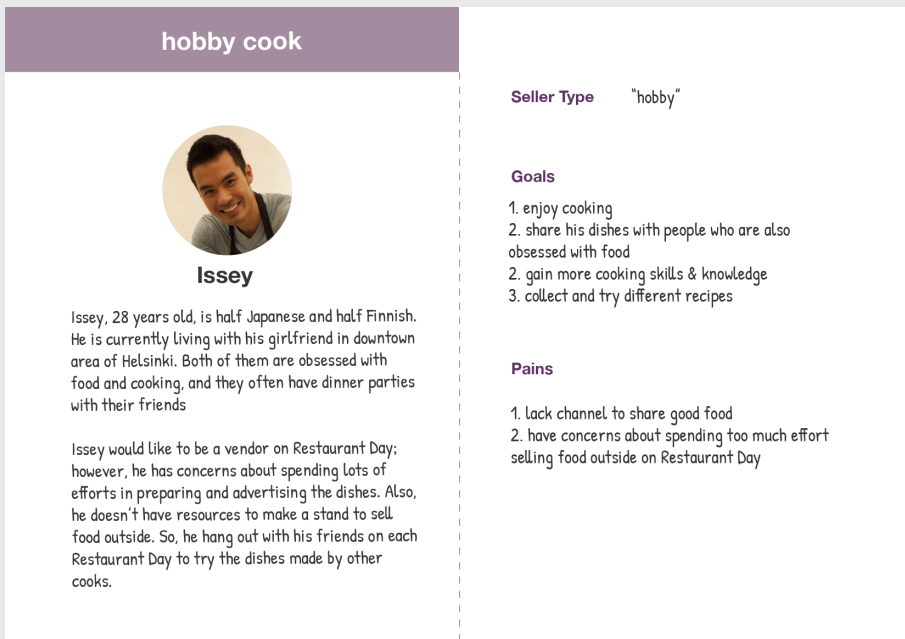 hobby cook
Issey
Issey, 28 years old, is half Japanese and half Finnish.
He is currently living with his girlfriend in downtown
area of Helsinki. Both of them are obsessed with
food and cooking, and they often have dinner parties
with their friends
Issey would like to be a vendor on Restaurant Day;
however, he has concerns about spending lots of
efforts in preparing and advertising the dishes. Also,
he doesn't have resources to make a stand to sell
food outside. So, he hang out with his friends on each
Restaurant Day to try the dishes made by other
cooks.
Seller Type “hobby”
Goals
1. enjoy cooking
2. share his dishes with people who are also
obsessed with food
2. gain more cooking skills & knowledge
3. collect and try different recipes
Pains
1. lack channel to share good food
2. have concerns about spending too much effort
selling food outside on Restaurant Day